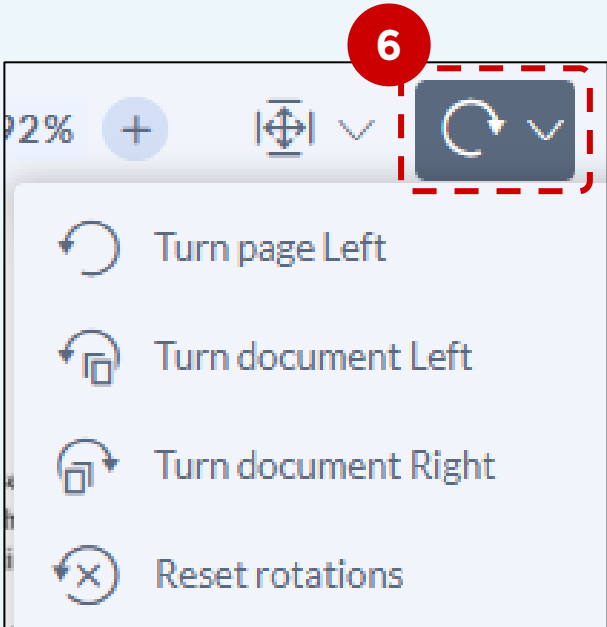 6
92%
Turn page Left
Turn document Left
Turn document Right
Reset rotations